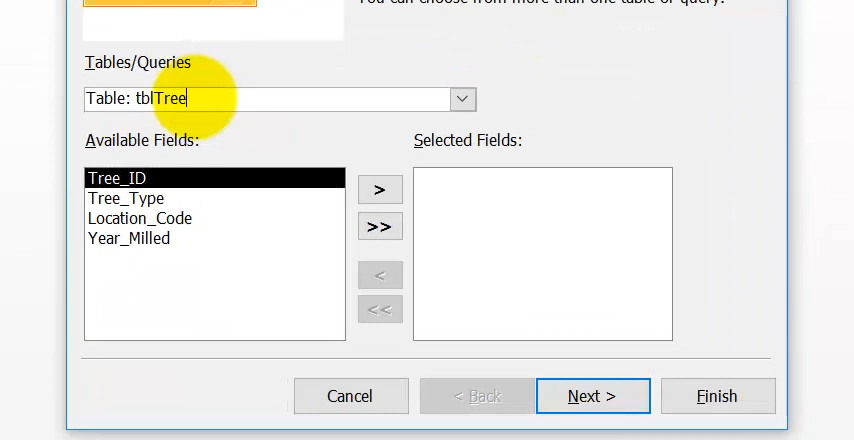 You can choose from more than one table or query.
Tables/Queries
Table: tblTree
Available Fields:
Selected Fields:
Tree_ID
Tree_Type
Location_Code
Year_Milled
>
>>
<
<<
Cancel
< Back
Next >
Finish